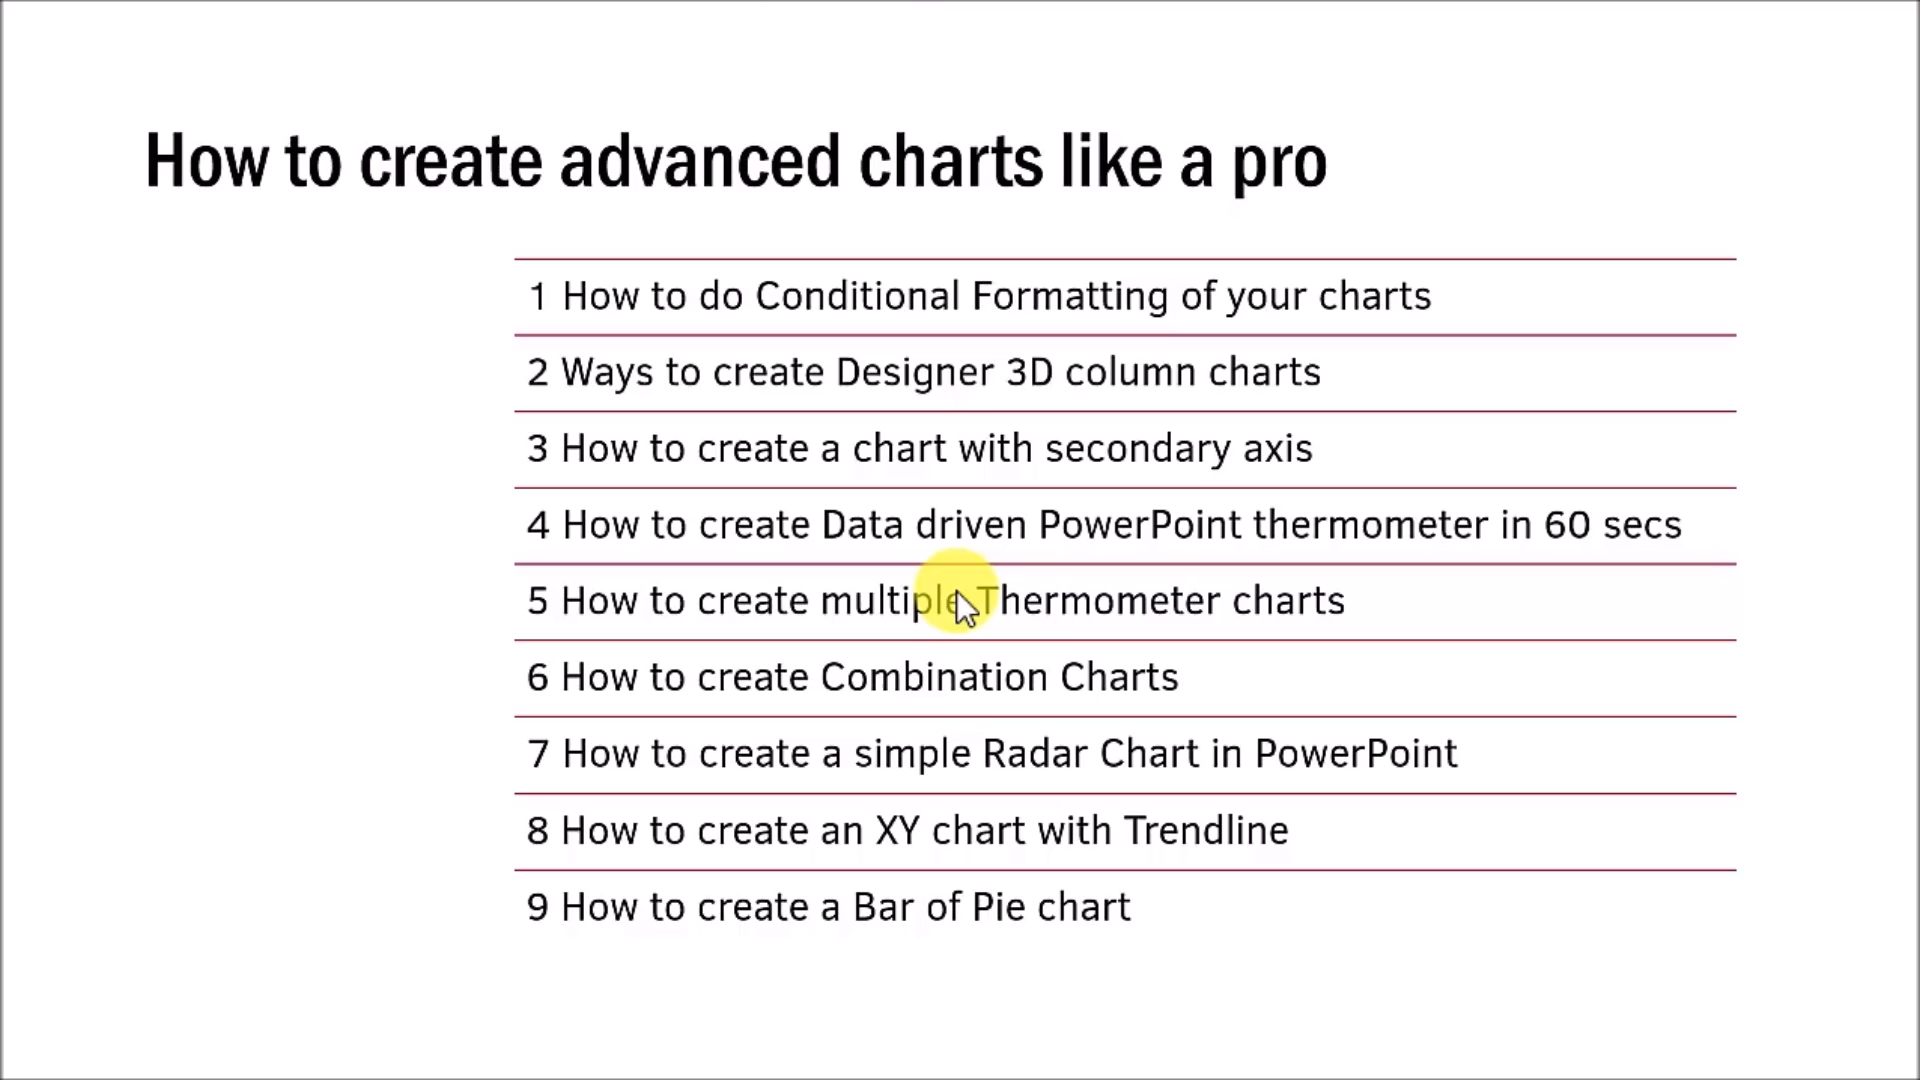 How to create advanced charts like a pro
1 How to do Conditional Formatting of your charts
2 Ways to create Designer 3D column charts
3 How to create a chart with secondary axis
4 How to create Data driven PowerPoint thermometer in 60 secs
5 How to create multiple Thermometer charts
6 How to create Combination Charts
7 How to create a simple Radar Chart in PowerPoint
8 How to create an XY chart with Trendline
9 How to create a Bar of Pie chart